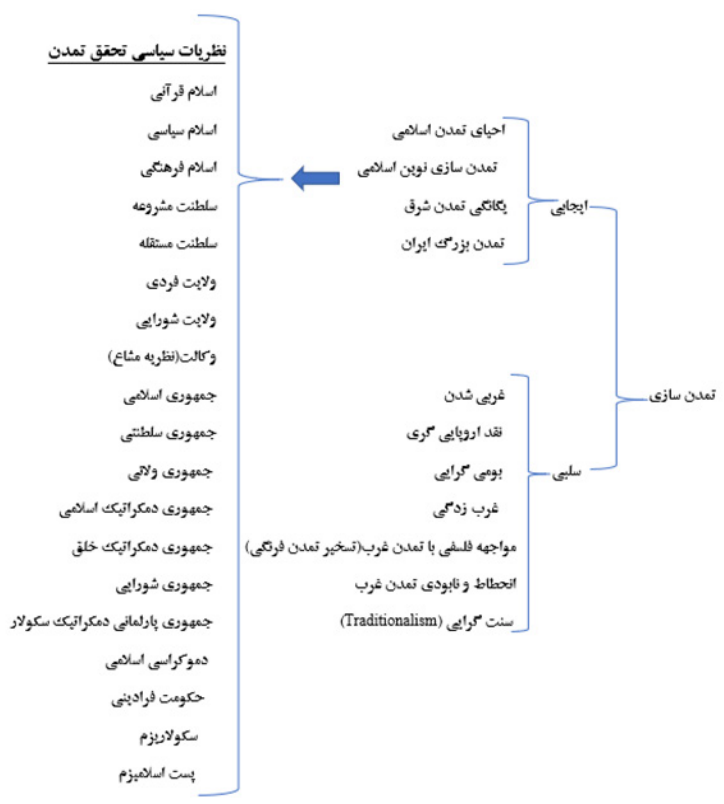 تمدن سازی
ایجابی
احیای تمدن اسلامی
تمدن سازی نوین اسلامی
یگانگی تمدن شرق
تمدن بزرگ ایران
سلبی
غربی شدن
نقد اروپایی گری
بومی گرایی
غرب زدگی
مواجهه فلسفی با تمدن غرب(تسخیر تمدن فرنگی)
انحطاط و نابودی تمدن غرب
سنت گرایی (Traditionalism)
نظریات سیاسی تحقق تمدن
اسلام قرآنی
اسلام سیاسی
اسلام فرهنگی
سلطنت مشروعه
سلطنت مستقله
ولایت فردی
ولایت شورایی
وکالت(نظریه مشاع)
جمهوری اسلامی
جمهوری سلطنتی
جمهوری ولائی
جمهوری دمکراتیک اسلامی
جمهوری دمکراتیک خلق
جمهوری شورایی
جمهوری پارلمانی دمکراتیک سکولار
دموکراسی اسلامی
حکومت فرادینی
سکولاریزم
پست اسلامیزم